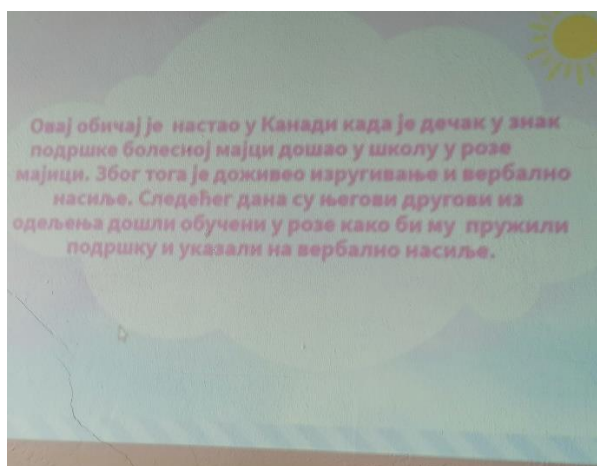 Овај обичај је настао у Канади када је дечак у знак
подршке болесној мајци дошао у школу у розе
мајици. Због тога је доживео изругивање и вербално
насиље. Следећег дана су његови другови из
одељења дошли обучени у розе како би му пружили
подршку и указали на вербално насиље.